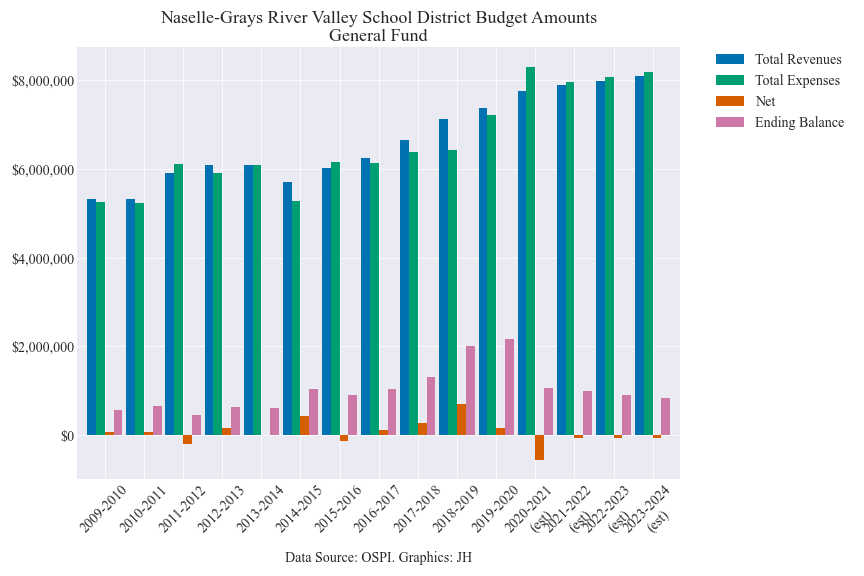 Naselle-Grays River Valley School District Budget Amounts
General Fund
Total Revenues
Total Expenses
Net
Ending Balance
$8,000,000
$6,000,000
$4,000,000
$2,000,000
$0
2009-2010
2010-2011
2011-2012
2012-2013
2013-2014
2014-2015
2015-2016
2016-2017
2017-2018
2018-2019
2019-2020
2020-2021
(est)
2021-2022
(est)
2022-2023
(est)
2023-2024
(est)
Data Source: OSPI. Graphics: JH